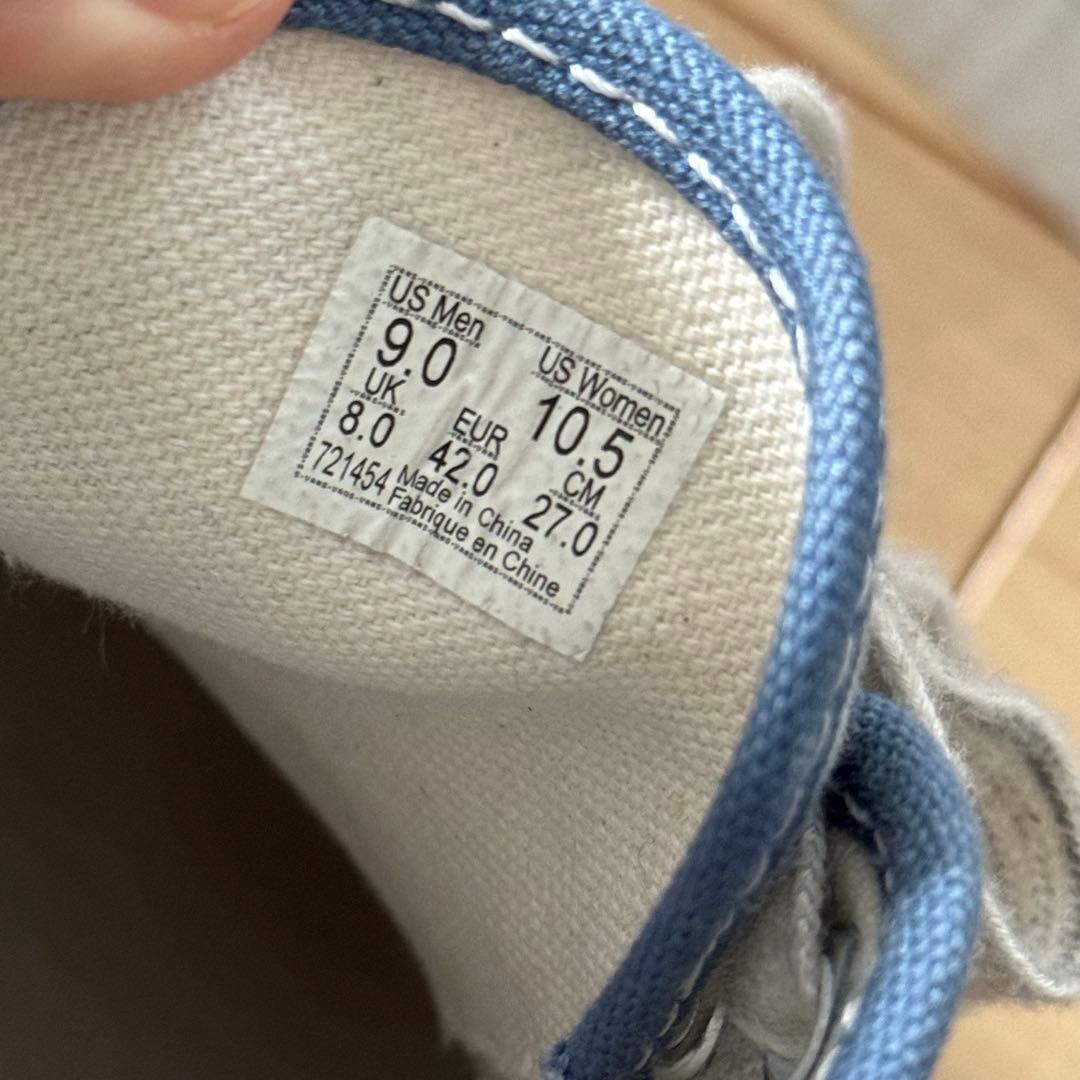 US Men US Women
9.0 10.5
UK EUR CM
8.0 42.0 27.0
721454 Made in China
Fabrique en Chine